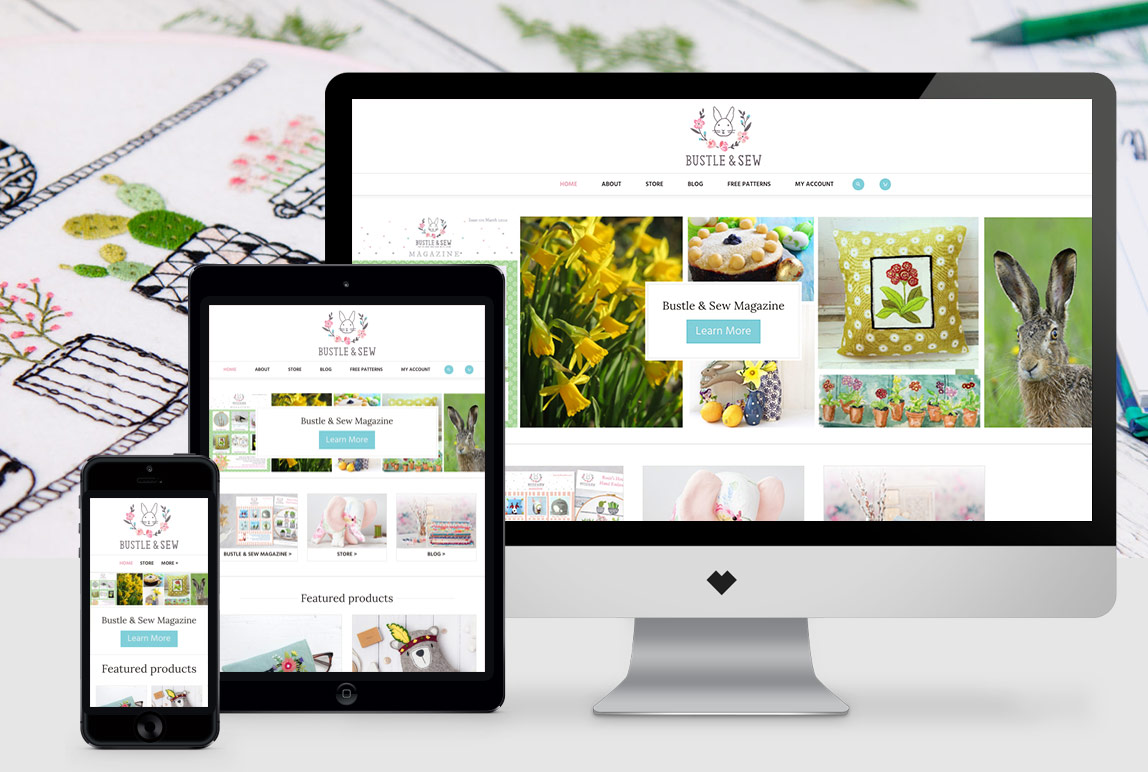 BUSTLE & SEW
HOME ABOUT STORE BLOG FREE PATTERNS MY ACCOUNT
BUSTLE & SEW
MAGAZINE
Bustle & Sew Magazine
Learn More
BUSTLE & SEW
HOME ABOUT STORE BLOG FREE PATTERNS MY ACCOUNT
Bustle & Sew Magazine
Learn More
BUSTLE & SEW MAGAZINE >
STORE >
BLOG >
Featured products
BUSTLE & SEW
HOME STORE MORE +
Bustle & Sew Magazine
Learn More
Featured products